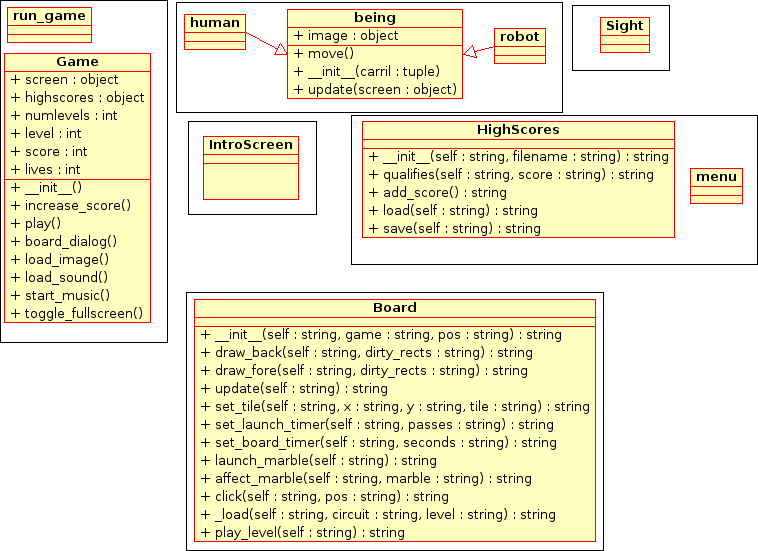 run_game
Game
+ screen : object
+ highscores : object
+ numlevels : int
+ level : int
+ score : int
+ lives : int
+ __init__()
+ increase_score()
+ play()
+ board_dialog()
+ load_image()
+ load_sound()
+ start_music()
+ toggle_fullscreen()
human
being
+ image : object
+ move()
+ __init__(carril : tuple)
+ update(screen : object)
robot
Sight
IntroScreen
HighScores
+ __init__(self : string, filename : string) : string
+ qualifies(self : string, score : string) : string
+ add_score() : string
+ load(self : string) : string
+ save(self : string) : string
menu
Board
+ __init__(self : string, game : string, pos : string) : string
+ draw_back(self : string, dirty_rects : string) : string
+ draw_fore(self : string, dirty_rects : string) : string
+ update(self : string) : string
+ set_tile(self : string, x : string, y : string, tile : string) : string
+ set_launch_timer(self : string, passes : string) : string
+ set_board_timer(self : string, seconds : string) : string
+ launch_marble(self : string) : string
+ affect_marble(self : string, marble : string) : string
+ click(self : string, pos : string) : string
+ _load(self : string, circuit : string, level : string) : string
+ play_level(self : string) : string